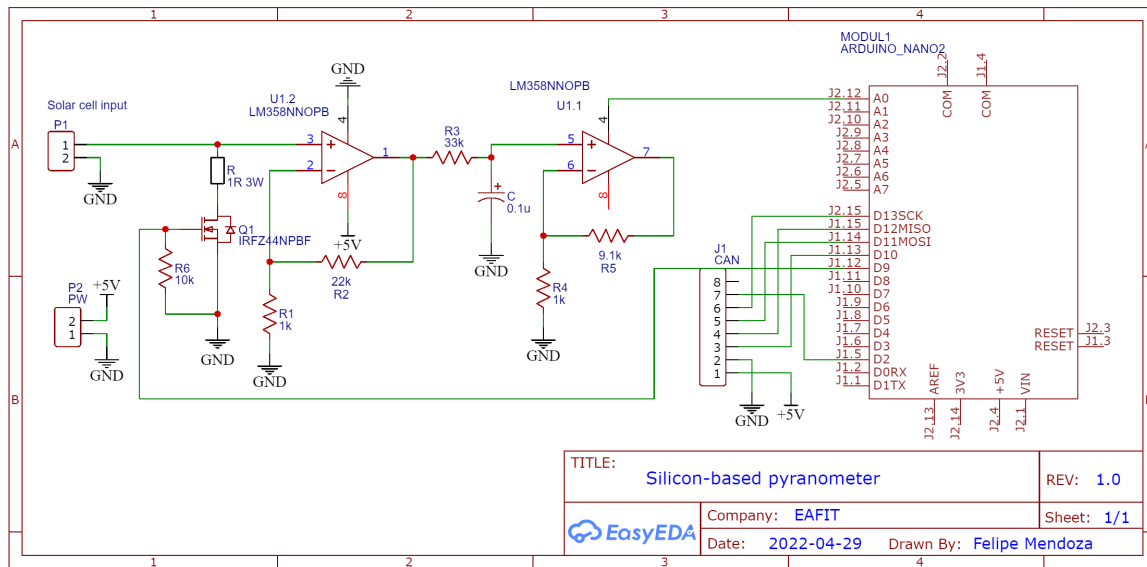 1
2
3
4
A
B
1
2
3
4
Solar cell input
P1
1
2
GND
R
1R 3W
Q1
IRFZ44NPBF
R6
10k
GND
P2
PW
+5V
2
1
GND
GND
U1.2
LM358NNOPB
4
3
2
1
8
+5V
22k
R2
R1
1k
GND
R3
33k
C
0.1u
GND
LM358NNOPB
U1.1
4
5
6
7
8
9.1k
R5
R4
1k
GND
J1
CAN
8
7
6
5
4
3
2
1
GND
+5V
MODUL1
ARDUINO_NANO2
J2.2
COM
J1.4
COM
J2.12 A0
J2.11 A1
J2.10 A2
J2.9 A3
J2.8 A4
J2.7 A5
J2.6 A6
J2.5 A7
J2.15 D13SCK
J1.15 D12MISO
J1.14 D11MOSI
J1.13 D10
J1.12 D9
J1.11 D8
J1.10 D7
J1.9 D6
J1.8 D5
J1.7 D4
J1.6 D3
J1.5 D2
J1.2 D0RX
J1.1 D1TX
RESET J2.3
RESET J1.3
AREF
3V3
+5V
VIN
J2.13
J2.14
J2.4
J2.1
TITLE:
Silicon-based pyranometer
REV: 1.0
EasyEDA
Company: EAFIT
Sheet: 1/1
Date: 2022-04-29 Drawn By: Felipe Mendoza